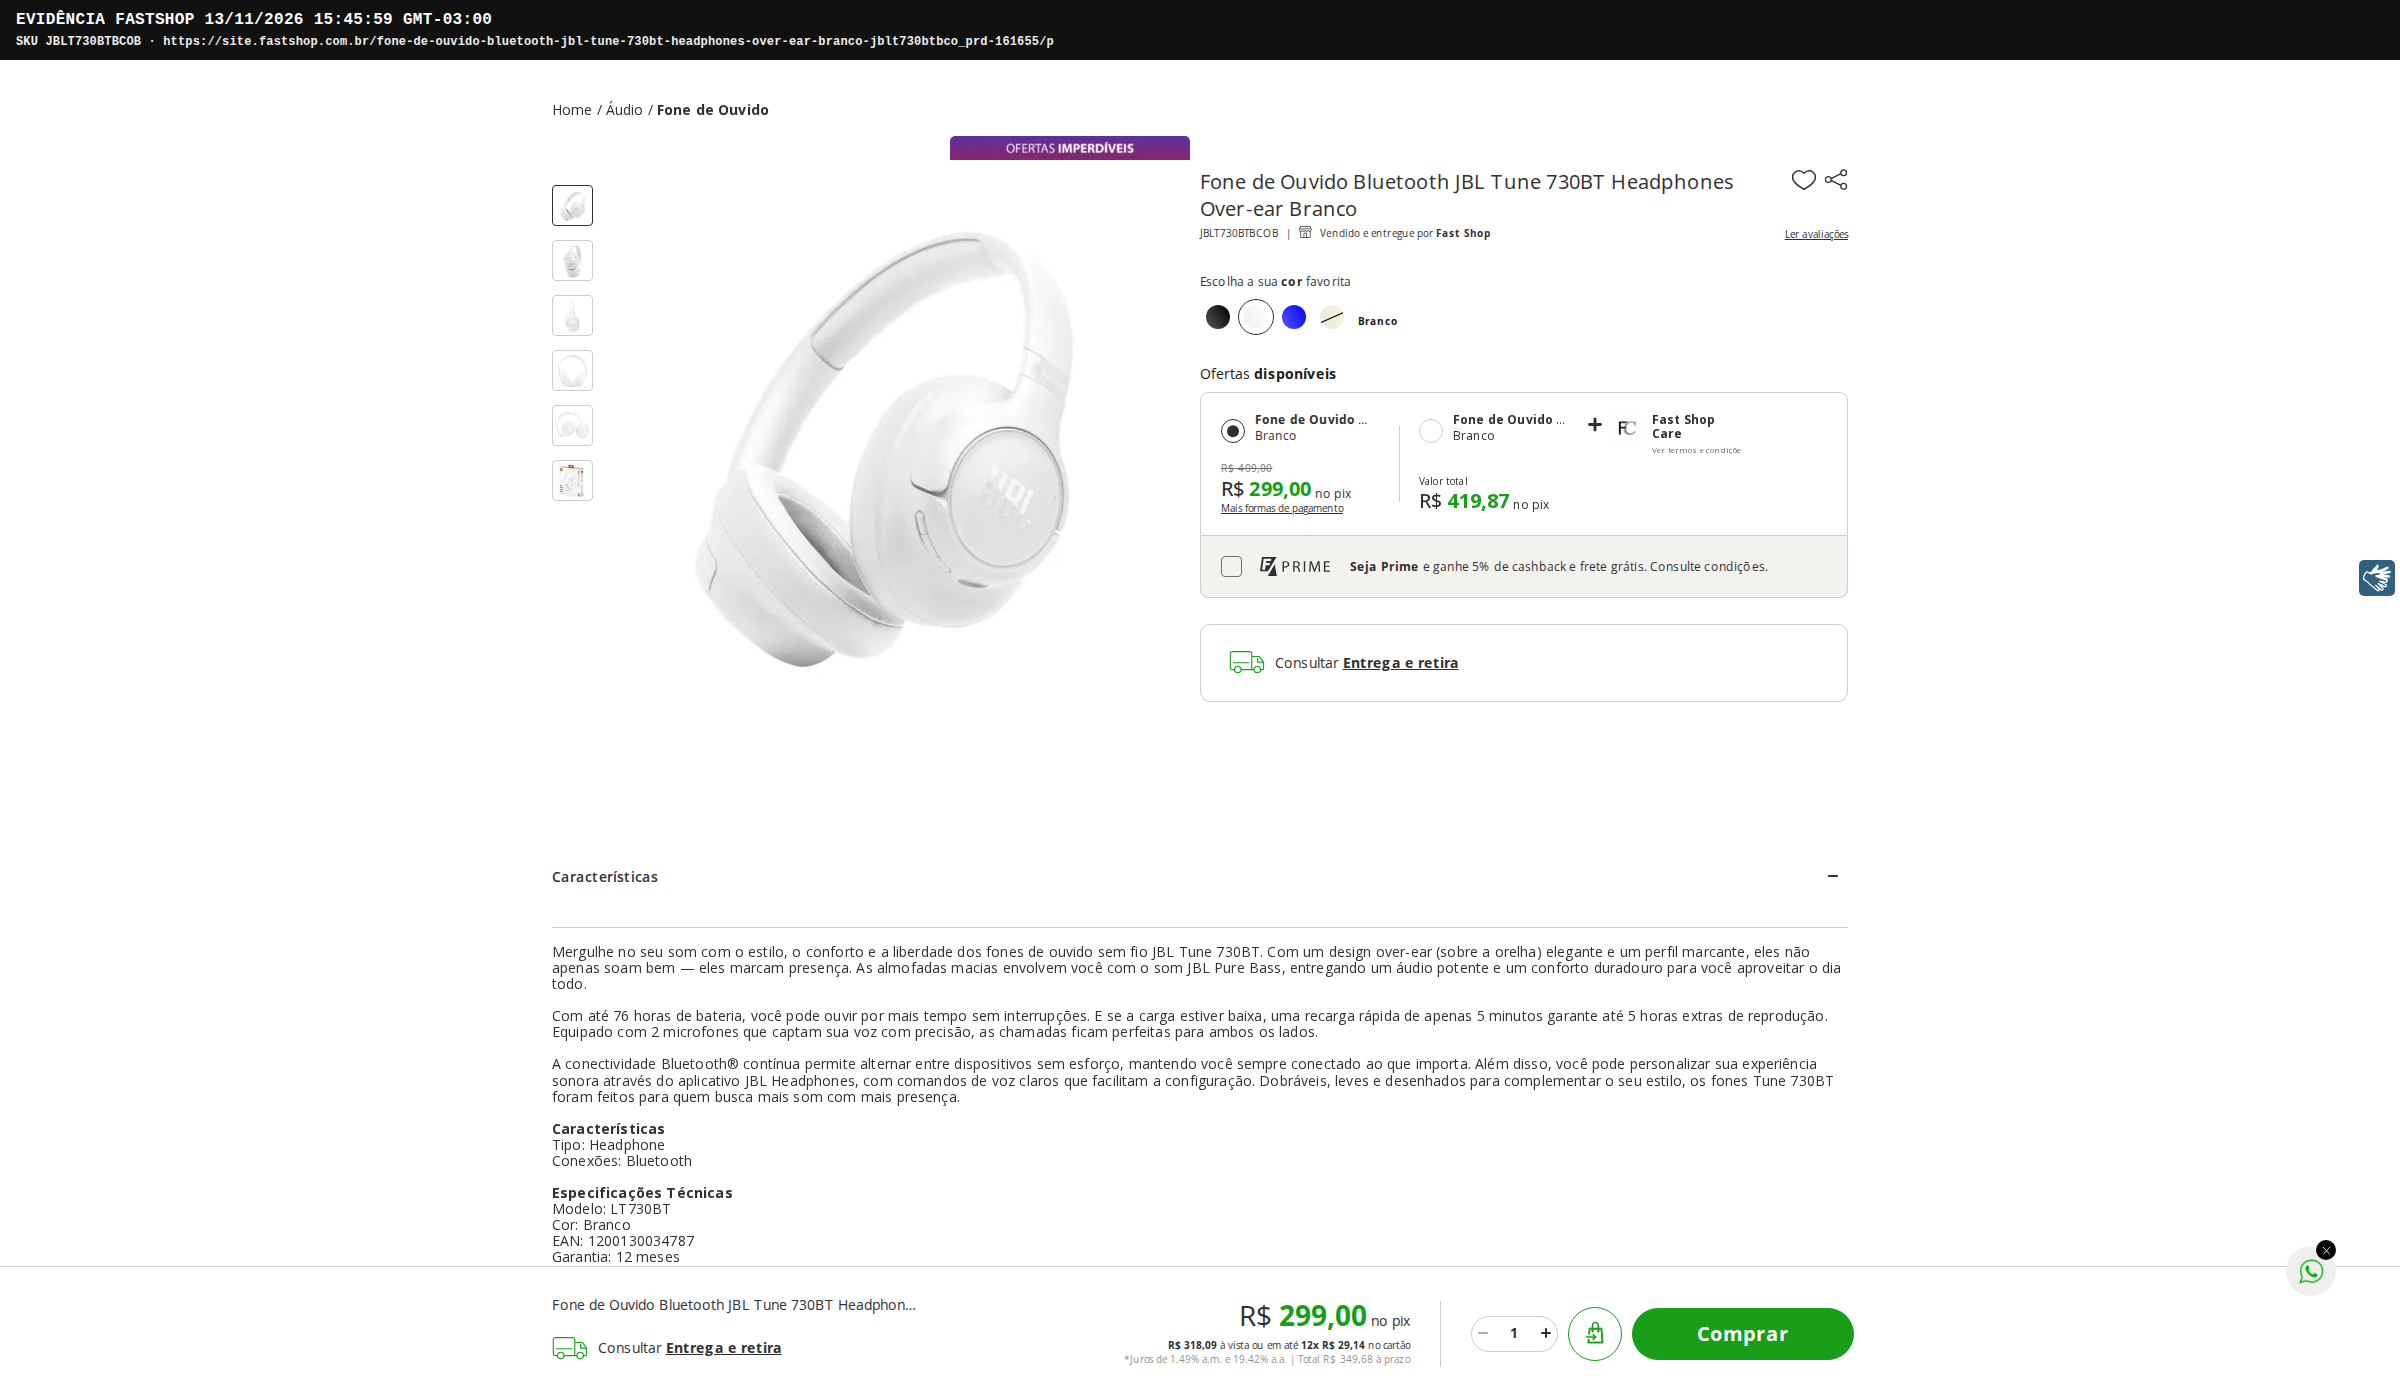 EVIDÊNCIA FASTSHOP 13/11/2026 15:45:59 GMT-03:00
SKU JBLT730BTBCOB · https://site.fastshop.com.br/fone-de-ouvido-bluetooth-jbl-tune-730bt-headphones-over-ear-branco-jblt730btbco_prd-161655/p
Home / Áudio / Fone de Ouvido
OFERTAS IMPERDÍVEIS
Fone de Ouvido Bluetooth JBL Tune 730BT Headphones
Over-ear Branco
JBLT730BTBCOB | Vendido e entregue por Fast Shop
Ler avaliações
Escolha a sua cor favorita
Branco
Ofertas disponíveis
Fone de Ouvido ...
Branco
R$ 409,00
R$ 299,00 no pix
Mais formas de pagamento
Fone de Ouvido ...
Branco
+
FC
Fast Shop
Care
Ver termos e condiçõe
Valor total
R$ 419,87 no pix
PRIME Seja Prime e ganhe 5% de cashback e frete grátis. Consulte condições.
Consultar Entrega e retira
JBL
Características
Mergulhe no seu som com o estilo, o conforto e a liberdade dos fones de ouvido sem fio JBL Tune 730BT. Com um design over-ear (sobre a orelha) elegante e um perfil marcante, eles não
apenas soam bem — eles marcam presença. As almofadas macias envolvem você com o som JBL Pure Bass, entregando um áudio potente e um conforto duradouro para você aproveitar o dia
todo.
Com até 76 horas de bateria, você pode ouvir por mais tempo sem interrupções. E se a carga estiver baixa, uma recarga rápida de apenas 5 minutos garante até 5 horas extras de reprodução.
Equipado com 2 microfones que captam sua voz com precisão, as chamadas ficam perfeitas para ambos os lados.
A conectividade Bluetooth® contínua permite alternar entre dispositivos sem esforço, mantendo você sempre conectado ao que importa. Além disso, você pode personalizar sua experiência
sonora através do aplicativo JBL Headphones, com comandos de voz claros que facilitam a configuração. Dobráveis, leves e desenhados para complementar o seu estilo, os fones Tune 730BT
foram feitos para quem busca mais som com mais presença.
Características
Tipo: Headphone
Conexões: Bluetooth
Especificações Técnicas
Modelo: LT730BT
Cor: Branco
EAN: 1200130034787
Garantia: 12 meses
Fone de Ouvido Bluetooth JBL Tune 730BT Headphon...
Consultar Entrega e retira
R$ 299,00 no pix
R$ 318,09 à vista ou em até 12x R$ 29,14 no cartão
*Juros de 1.49% a.m. e 19.42% a.a. | Total R$ 349,68 à prazo
− 1 +
Comprar